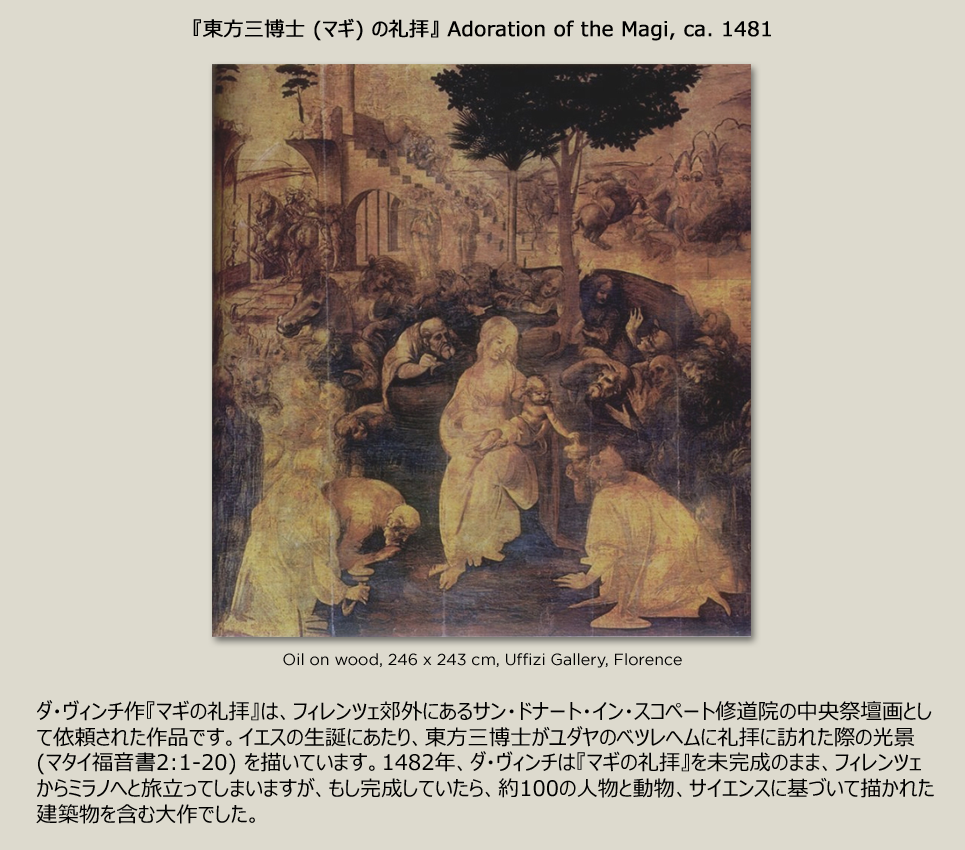 『東方三博士 (マギ) の礼拝』 Adoration of the Magi, ca. 1481
Oil on wood, 246 x 243 cm, Uffizi Gallery, Florence
ダ・ヴィンチ作『マギの礼拝』は、フィレンツェ郊外にあるサン・ドナート・イン・スコペート修道院の中央祭壇画とし
て依頼された作品です。イエスの生誕にあたり、東方三博士がユダヤのベツレヘムに礼拝に訪れた際の光景
(マタイ福音書2:1-20) を描いています。1482年、ダ・ヴィンチは『マギの礼拝』を未完成のまま、フィレンツェ
からミラノへと旅立ってしまいますが、もし完成していたら、約100の人物と動物、サイエンスに基づいて描かれた
建築物を含む大作でした。